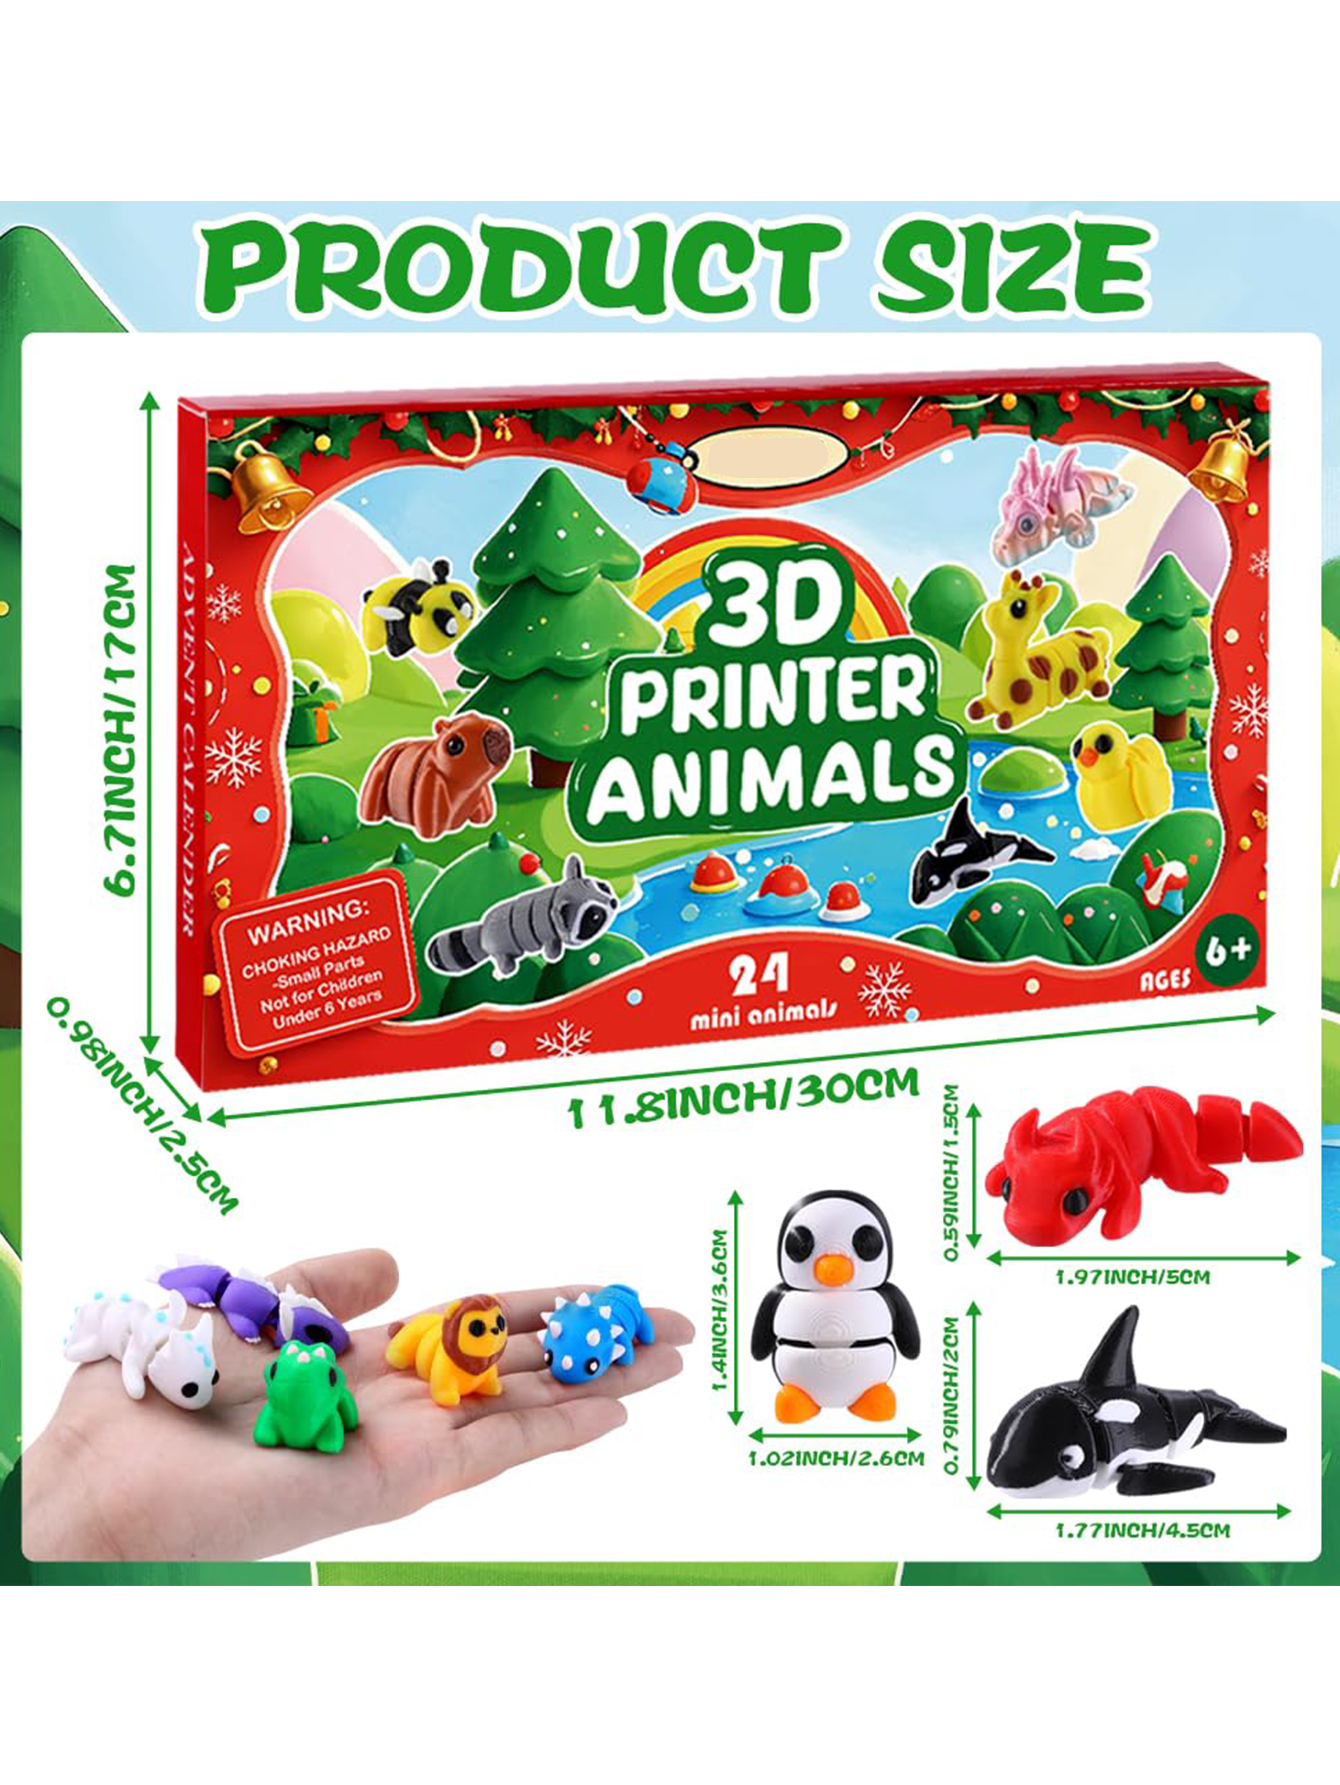 PRODUCT SIZE
3D
PRINTER
ANIMALS
ADVENT CALLENDER
WARNING:
CHOKING HAZARD
-Small Parts
Not for Children
Under 6 Years
24
mini animals
AGES
6+
6.7INCH/17CM
0.98INCH/2.5CM
11.8INCH/30CM
0.59INCH/1.5CM
1.97INCH/5CM
1.4INCH/3.6CM
1.02INCH/2.6CM
0.79INCH/2CM
1.77INCH/4.5CM